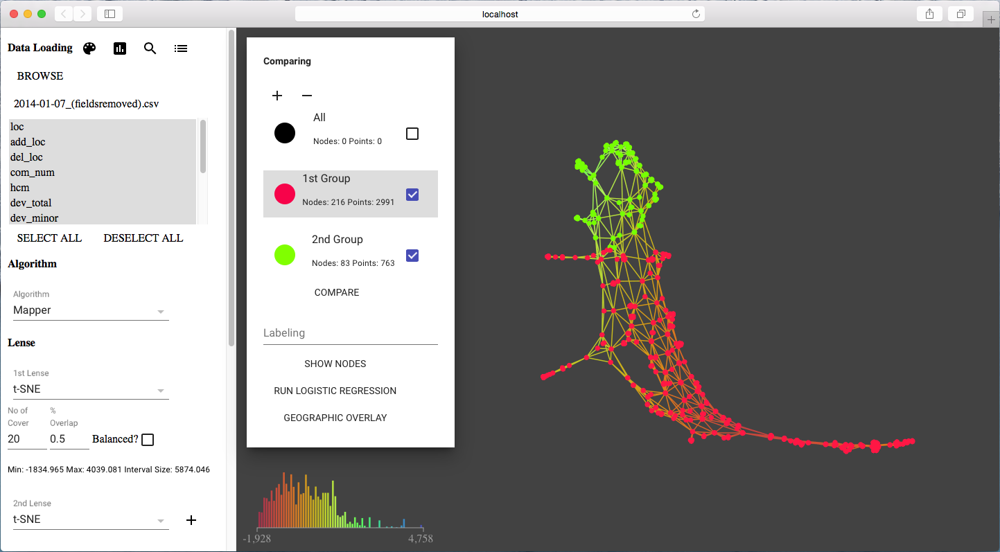 localhost
Data Loading
BROWSE
2014-01-07_(fieldsremoved).csv
loc
add_loc
del_loc
com_num
hcm
dev_total
dev_minor
SELECT ALL DESELECT ALL
Algorithm
Algorithm
Mapper
Lense
1st Lense
t-SNE
No of Cover % Overlap
20 0.5 Balanced?
Min: -1834.965 Max: 4039.081 Interval Size: 5874.046
2nd Lense
t-SNE
Comparing
All
Nodes: 0 Points: 0
1st Group
Nodes: 216 Points: 2991
2nd Group
Nodes: 83 Points: 763
COMPARE
Labeling
SHOW NODES
RUN LOGISTIC REGRESSION
GEOGRAPHIC OVERLAY
-1,928 4,758